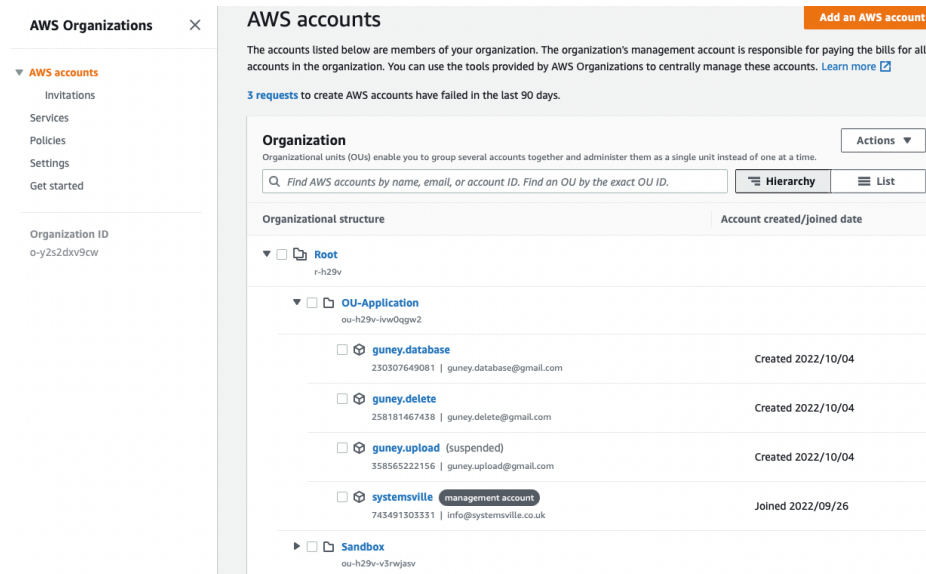 AWS Organizations
AWS accounts
Invitations
Services
Policies
Settings
Get started
Organization ID
o-y2s2dxv9cw
AWS accounts
Add an AWS account
The accounts listed below are members of your organization. The organization's management account is responsible for paying the bills for all
accounts in the organization. You can use the tools provided by AWS Organizations to centrally manage these accounts. Learn more
3 requests to create AWS accounts have failed in the last 90 days.
Organization
Actions
Organizational units (OUs) enable you to group several accounts together and administer them as a single unit instead of one at a time.
Find AWS accounts by name, email, or account ID. Find an OU by the exact OU ID.
Hierarchy
List
Organizational structure
Account created/joined date
Root
r-h29v
OU-Application
ou-h29v-ivw0qgw2
guney.database
230307649081 | guney.database@gmail.com
Created 2022/10/04
guney.delete
258181467438 | guney.delete@gmail.com
Created 2022/10/04
guney.upload (suspended)
358565222156 | guney.upload@gmail.com
Created 2022/10/04
systemsville management account
743491303331 | info@systemsville.co.uk
Joined 2022/09/26
Sandbox
ou-h29v-v3rwjasv